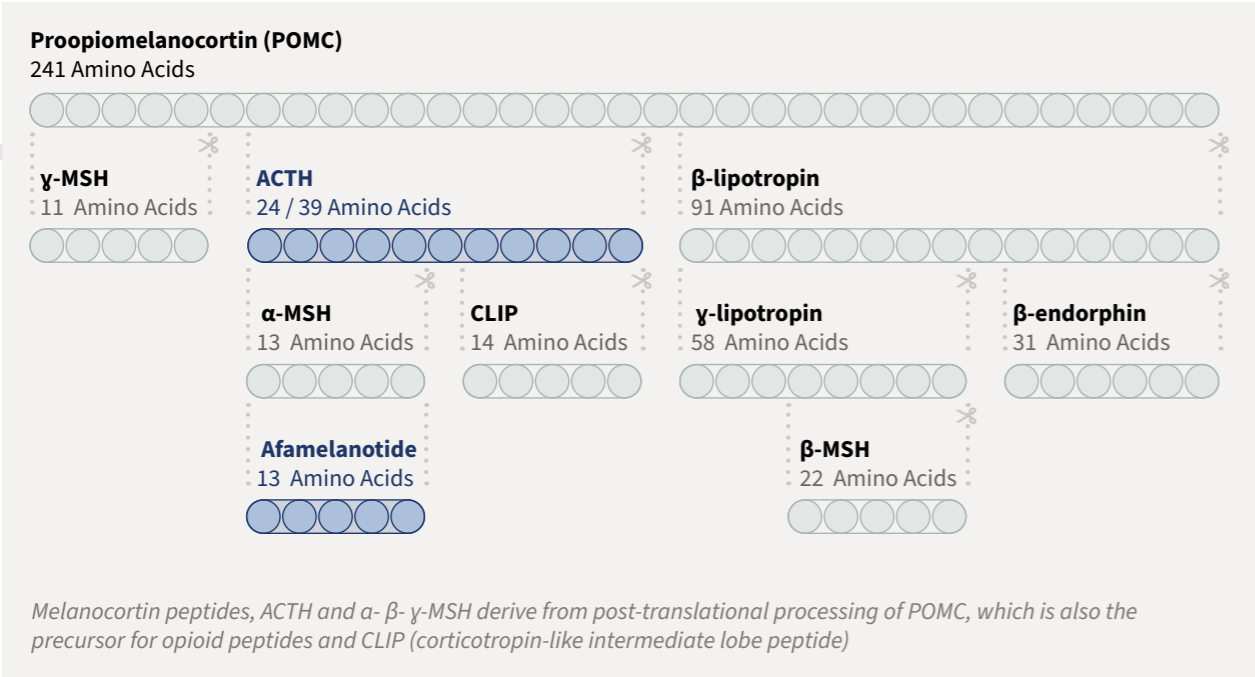 Proopiomelanocortin (POMC)
241 Amino Acids
ɣ-MSH
11 Amino Acids
ACTH
24 / 39 Amino Acids
β-lipotropin
91 Amino Acids
α-MSH
13 Amino Acids
CLIP
14 Amino Acids
ɣ-lipotropin
58 Amino Acids
β-endorphin
31 Amino Acids
Afamelanotide
13 Amino Acids
β-MSH
22 Amino Acids
Melanocortin peptides, ACTH and α- β- ɣ-MSH derive from post-translational processing of POMC, which is also the
precursor for opioid peptides and CLIP (corticotropin-like intermediate lobe peptide)